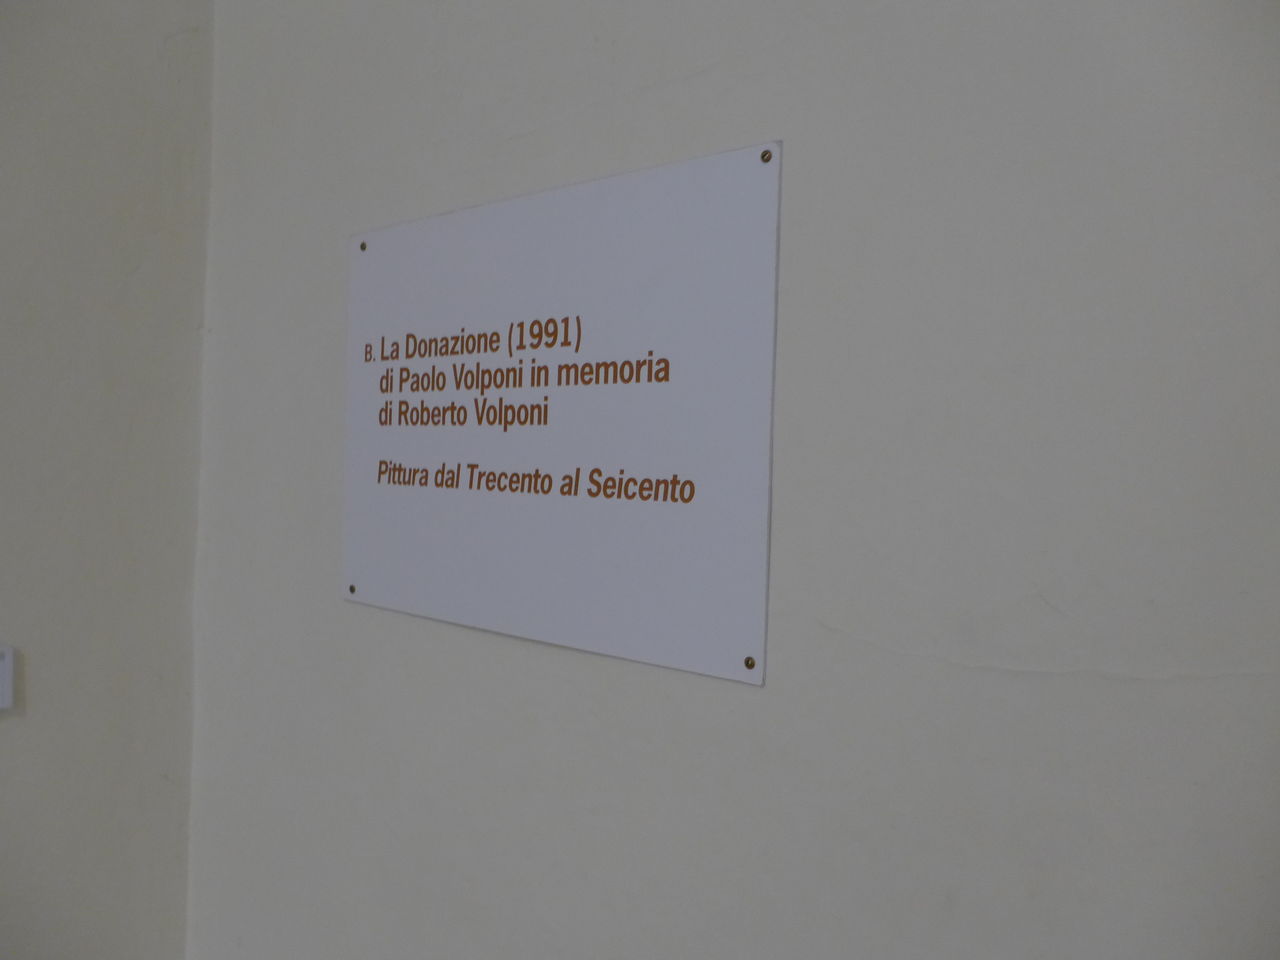 B. La Donazione (1991)
di Paolo Volponi in memoria
di Roberto Volponi
Pittura dal Trecento al Seicento